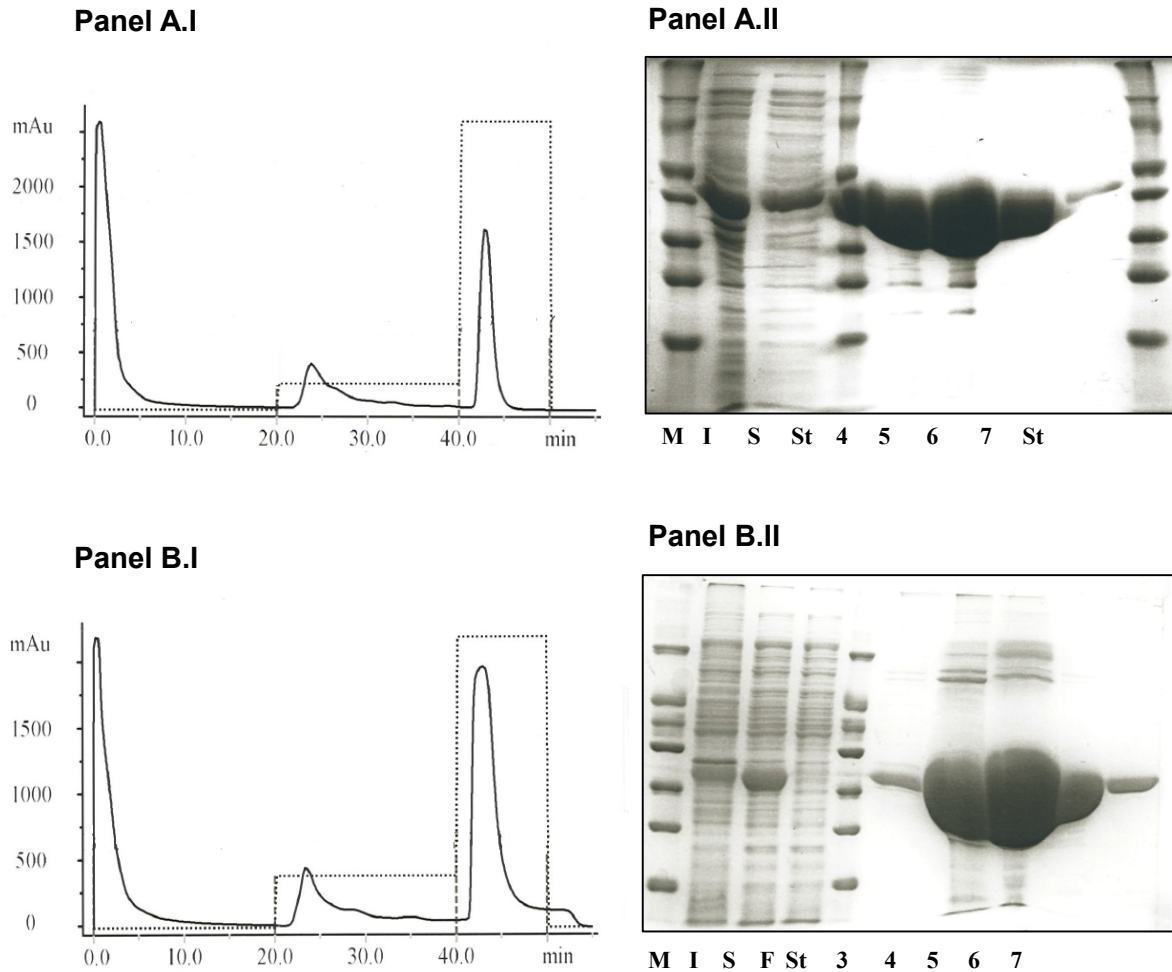 Panel A.I
Panel A.II
mAu
2000
1500
1000
500
0
0.0 10.0 20.0 30.0 40.0 min
M I S St 4 5 6 7 St
Panel B.I
Panel B.II
mAu
1500
1000
500
0
0.0 10.0 20.0 30.0 40.0 min
M I S F St 3 4 5 6 7